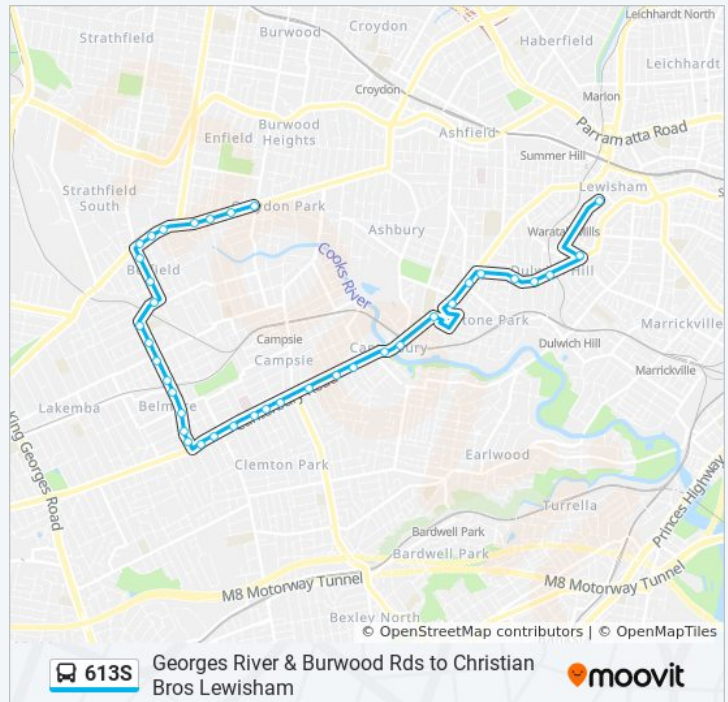 Leichhardt North
Strathfield
Burwood
Croydon
Haberfield
Leichhardt
Croydon
Marion
Parramatta Road
Enfield
Burwood
Heights
Ashfield
Summer Hill
Strathfield
South
Lewisham
Croydon Park
Ashbury
Waratah Mills
Belfield
Cooks River
Dulwich Hill
Hurlstone Park
Marrickville
Campsie
Canterbury
Dulwich Hill
Campsie
Marrickville
Lakemba
Belmore
Canterbury Road
King Georges Road
Clemton Park
Earlwood
Turrella
Princes Highway
Bardwell Park
Bardwell Park
M8 Motorway Tunnel
M8 Motorway Tunnel
Bexley North
© OpenStreetMap contributors | © OpenMapTiles
613S
Georges River & Burwood Rds to Christian
Bros Lewisham
moovit